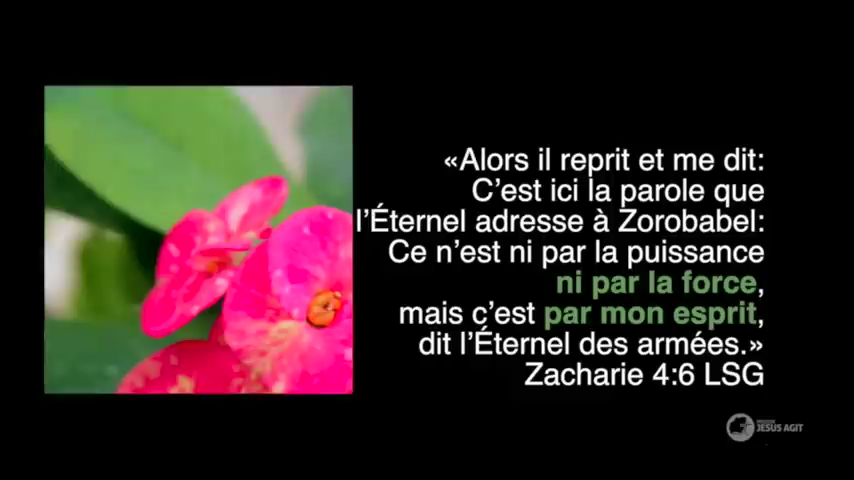 «Alors il reprit et me dit:
C’est ici la parole que
l’Éternel adresse à Zorobabel:
Ce n’est ni par la puissance
ni par la force,
mais c’est par mon esprit,
dit l’Éternel des armées.»
Zacharie 4:6 LSG
JÉSUS AGIT